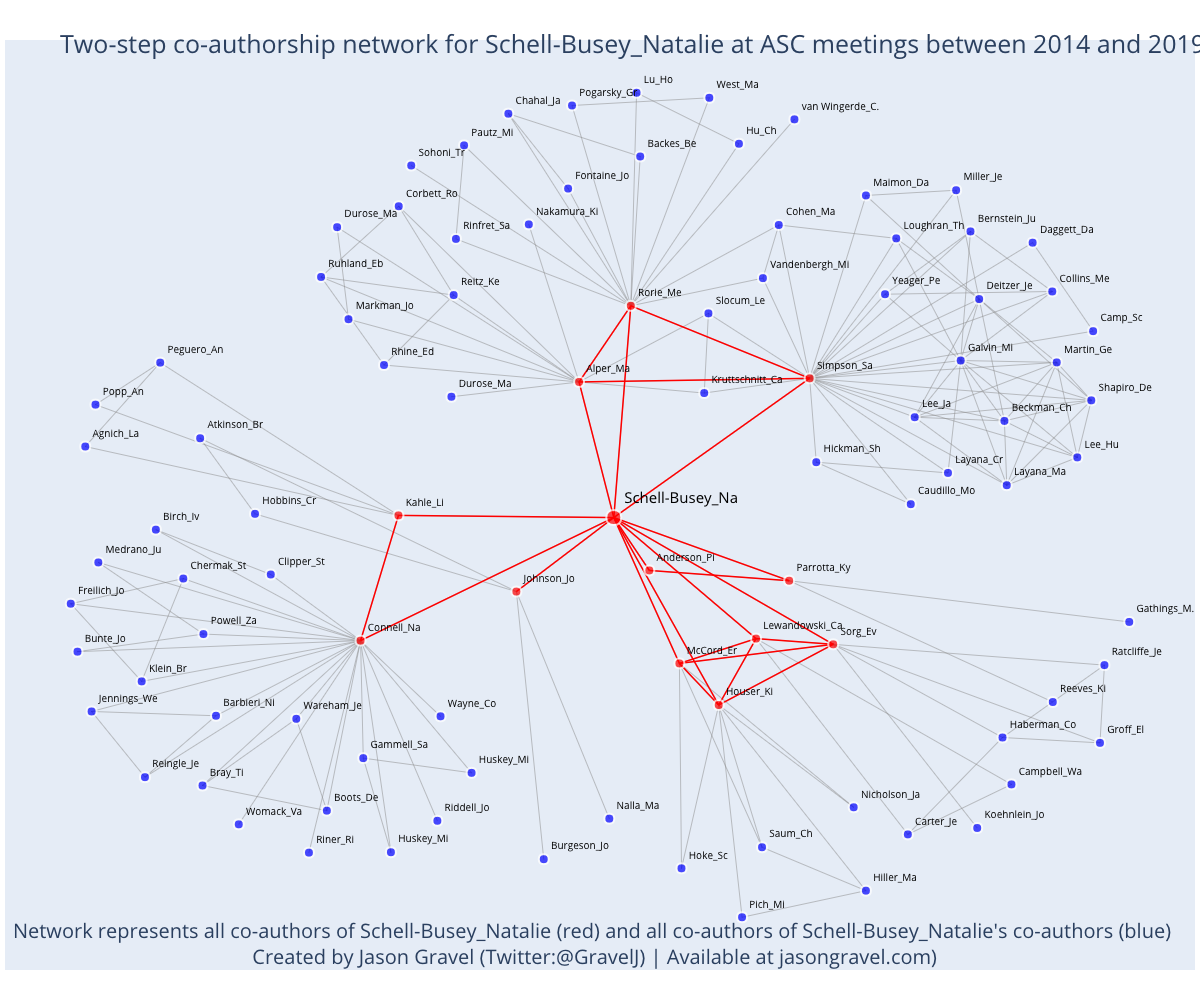 Two-step co-authorship network for Schell-Busey_Natalie at ASC meetings between 2014 and 2019
Lu_Ho
West_Ma
Pogarsky_Gr
Chahal_Ja
van Wingerde_C.
Pautz_Mi
Hu_Ch
Backes_Be
Sohoni_Tr
Fontaine_Jo
Maimon_Da
Miller_Je
Corbett_Ro
Durose_Ma
Rinfret_Sa
Nakamura_Ki
Cohen_Ma
Loughran_Th
Bernstein_Ju
Daggett_Da
Ruhland_Eb
Reitz_Ke
Rorie_Me
Vandenbergh_Mi
Yeager_Pe
Deitzer_Je
Collins_Me
Markman_Jo
Slocum_Le
Camp_Sc
Peguero_An
Rhine_Ed
Alper_Ma
Simpson_Sa
Galvin_Mi
Martin_Ge
Durose_Ma
Kruttschnitt_Ca
Shapiro_De
Popp_An
Lee_Ja
Beckman_Ch
Atkinson_Br
Agnich_La
Hickman_Sh
Layana_Cr
Lee_Hu
Layana_Ma
Caudillo_Mo
Hobbins_Cr
Kahle_Li
Schell-Busey_Na
Birch_Iv
Medrano_Ju
Chermak_St
Clipper_St
Anderson_Pi
Parrotta_Ky
Johnson_Jo
Freilich_Jo
Gathings_M.
Powell_Za
Connell_Na
Lewandowski_Ca
Sorg_Ev
Bunte_Jo
McCord_Er
Ratcliffe_Je
Klein_Br
Jennings_We
Barbieri_Ni
Wareham_Je
Wayne_Co
Houser_Ki
Reeves_Ki
Haberman_Co
Groff_El
Reingle_Je
Bray_Ti
Gammell_Sa
Huskey_Mi
Campbell_Wa
Womack_Va
Boots_De
Riddell_Jo
Nalla_Ma
Nicholson_Ja
Carter_Je
Koehnlein_Jo
Riner_Ri
Huskey_Mi
Burgeson_Jo
Hoke_Sc
Saum_Ch
Hiller_Ma
Pich_Mi
Network represents all co-authors of Schell-Busey_Natalie (red) and all co-authors of Schell-Busey_Natalie's co-authors (blue)
Created by Jason Gravel (Twitter:@GravelJ) | Available at jasongravel.com)